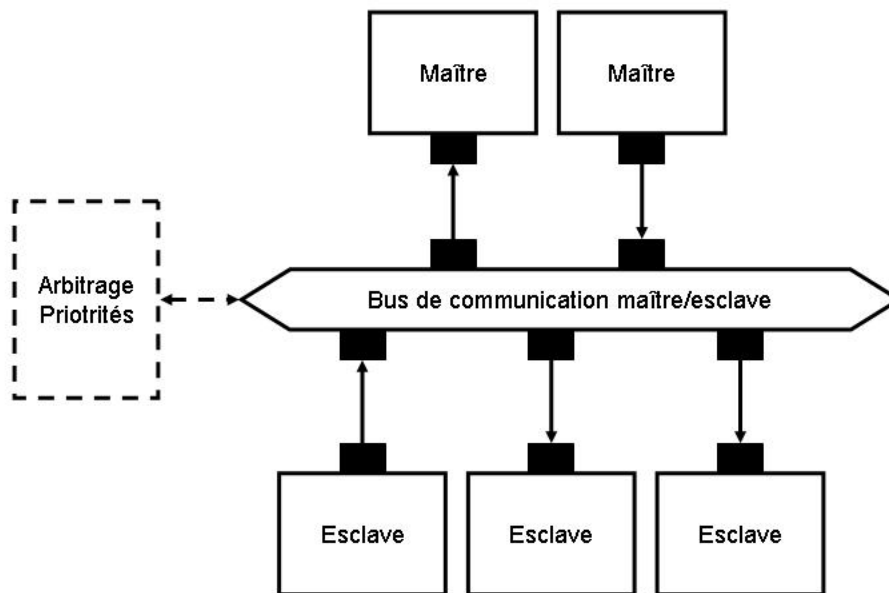 Maître
Maître
Arbitrage
Priotrités
Bus de communication maître/esclave
Esclave
Esclave
Esclave